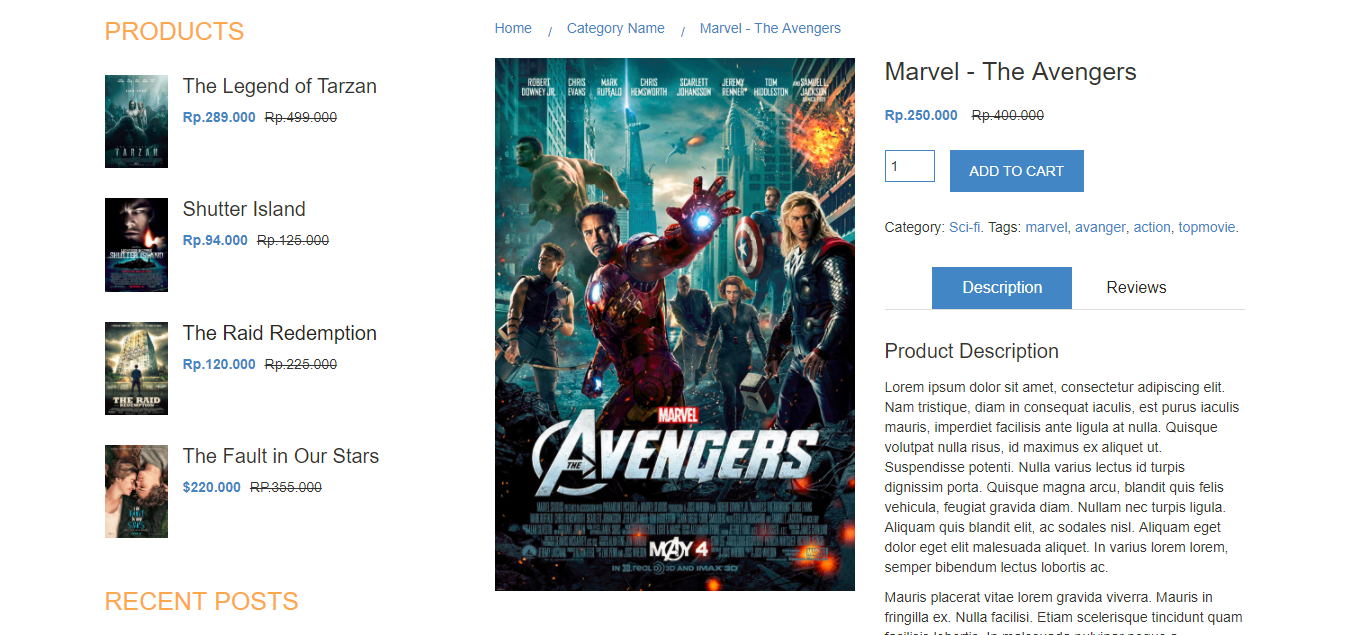 PRODUCTS
The Legend of Tarzan
Rp.289.000 Rp.499.000
TARZAN
Shutter Island
Rp.94.000 Rp.125.000
SHUTTER ISLAND
The Raid Redemption
Rp.120.000 Rp.225.000
THE RAID
REDEMPTION
The Fault in Our Stars
$220.000 RP.355.000
RECENT POSTS
Home / Category Name / Marvel - The Avengers
ROBERT DOWNEY JR. CHRIS EVANS MARK RUFFALO CHRIS HEMSWORTH SCARLETT JOHANSSON JEREMY RENNER TOM HIDDLESTON AND SAMUEL L. JACKSON
MARVEL
THE AVENGERS
MAY 4
IN 3D, REAL D 3D AND IMAX 3D
Marvel - The Avengers
Rp.250.000 Rp.400.000
1 ADD TO CART
Category: Sci-fi. Tags: marvel, avanger, action, topmovie.
Description Reviews
Product Description
Lorem ipsum dolor sit amet, consectetur adipiscing elit.
Nam tristique, diam in consequat iaculis, est purus iaculis
mauris, imperdiet facilisis ante ligula at nulla. Quisque
volutpat nulla risus, id maximus ex aliquet ut.
Suspendisse potenti. Nulla varius lectus id turpis
dignissim porta. Quisque magna arcu, blandit quis felis
vehicula, feugiat gravida diam. Nullam nec turpis ligula.
Aliquam quis blandit elit, ac sodales nisl. Aliquam eget
dolor eget elit malesuada aliquet. In varius lorem lorem,
semper bibendum lectus lobortis ac.
Mauris placerat vitae lorem gravida viverra. Mauris in
fringilla ex. Nulla facilisi. Etiam scelerisque tincidunt quam